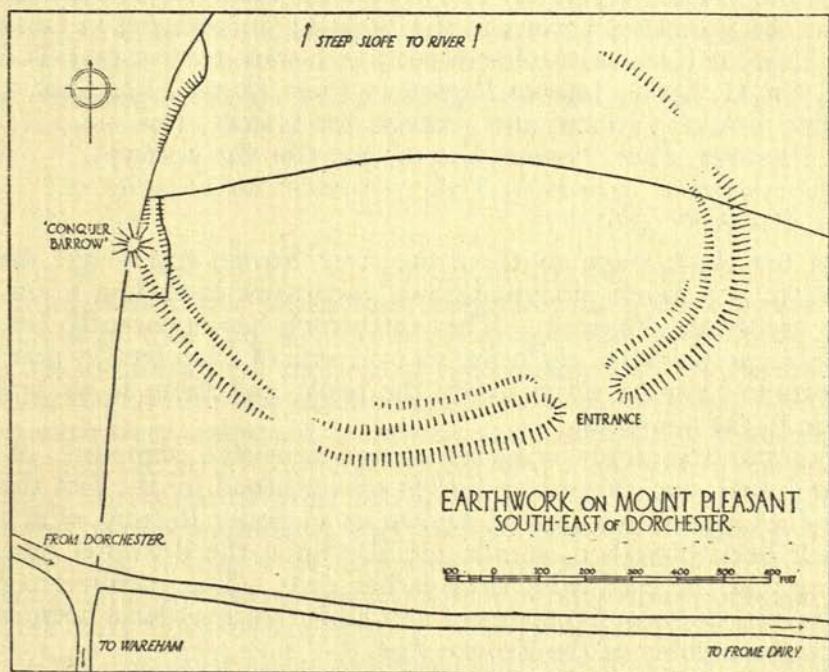 STEEP SLOPE TO RIVER
'CONQUER
BARROW'
ENTRANCE
EARTHWORK ON MOUNT PLEASANT
SOUTH-EAST OF DORCHESTER
FROM DORCHESTER
100 0 100 200 300 400 500 600
FEET
TO WAREHAM
TO FROME DAIRY